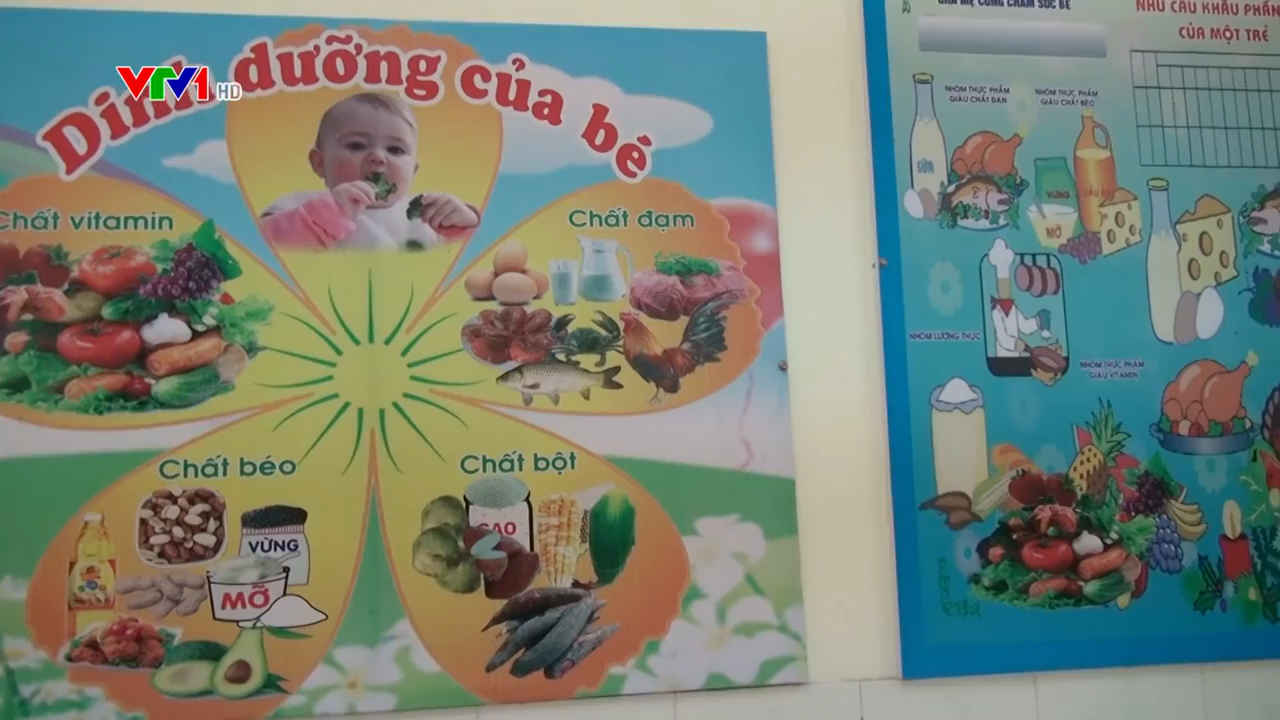 VTV1 HD
Dinh dưỡng của bé
Chất vitamin
Chất đạm
Chất béo
Chất bột
VỪNG
MỠ
GẠO
CHA MẸ CÙNG CHĂM SÓC BÉ
NHU CẦU KHẨU PHẦN
CỦA MỘT TRẺ
NHÓM THỰC PHẨM
GIÀU CHẤT ĐẠM
NHÓM THỰC PHẨM
GIÀU CHẤT BÉO
SỮA
VỪNG
MỠ
NHÓM LƯƠNG THỰC
NHÓM THỰC PHẨM
GIÀU VITAMIN